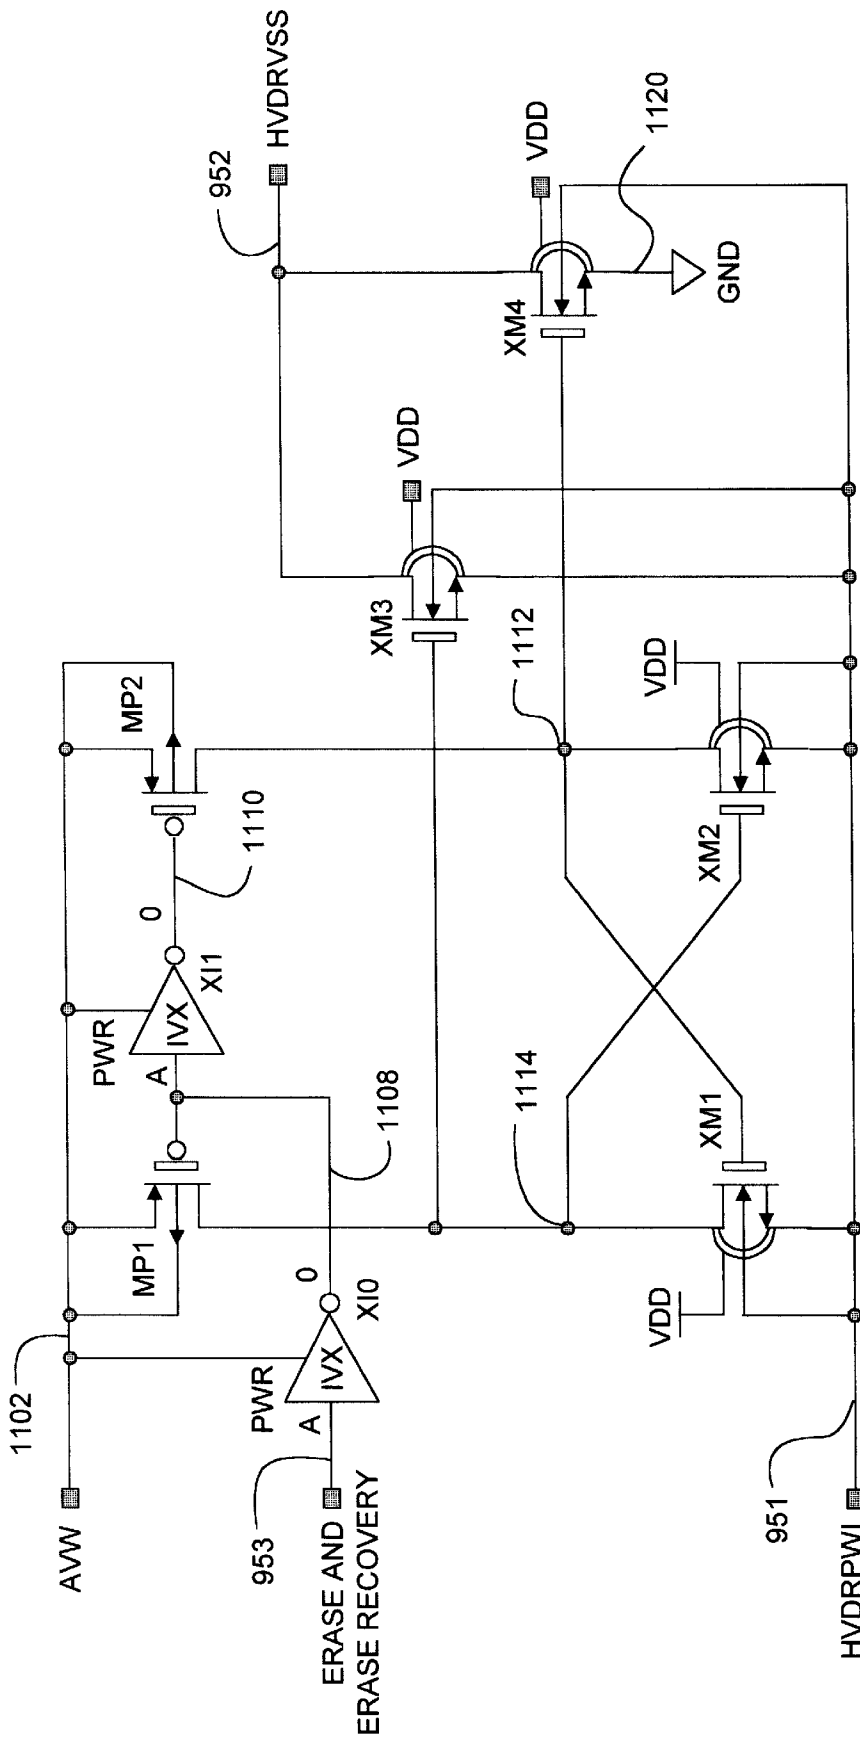 AVW
1102
ERASE AND
ERASE RECOVERY
953
A
PWR
IVX
0
XI0
1108
MP1
A
PWR
IVX
0
XI1
1110
MP2
952
HVDRVSS
XM3
VDD
XM4
VDD
1120
GND
1114
1112
VDD
XM1
XM2
VDD
951
HVDRPWI